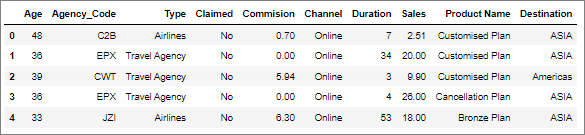 Age Agency_Code Type Claimed Commision Channel Duration Sales Product Name Destination
0 48 C2B Airlines No 0.70 Online 7 2.51 Customised Plan ASIA
1 36 EPX Travel Agency No 0.00 Online 34 20.00 Customised Plan ASIA
2 39 CWT Travel Agency No 5.94 Online 3 9.90 Customised Plan Americas
3 36 EPX Travel Agency No 0.00 Online 4 26.00 Cancellation Plan ASIA
4 33 JZI Airlines No 6.30 Online 53 18.00 Bronze Plan ASIA